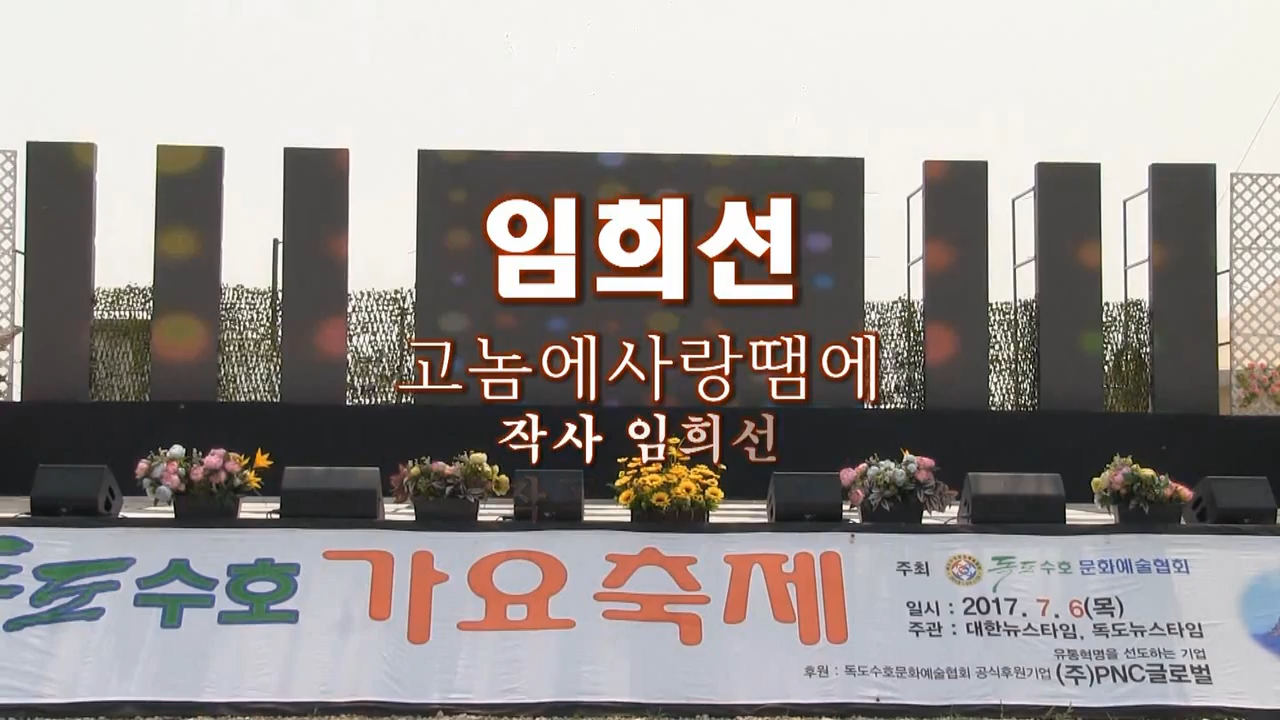 임희선
고놈에사랑땜에
작사 임희선
독도수호 가요축제
주최 독도수호 문화예술협회
일시 : 2017. 7. 6(목)
주관 : 대한뉴스타임, 독도뉴스타임
유통혁명을 선도하는 기업
후원 : 독도수호문화예술협회 공식후원기업 (주)PNC글로벌